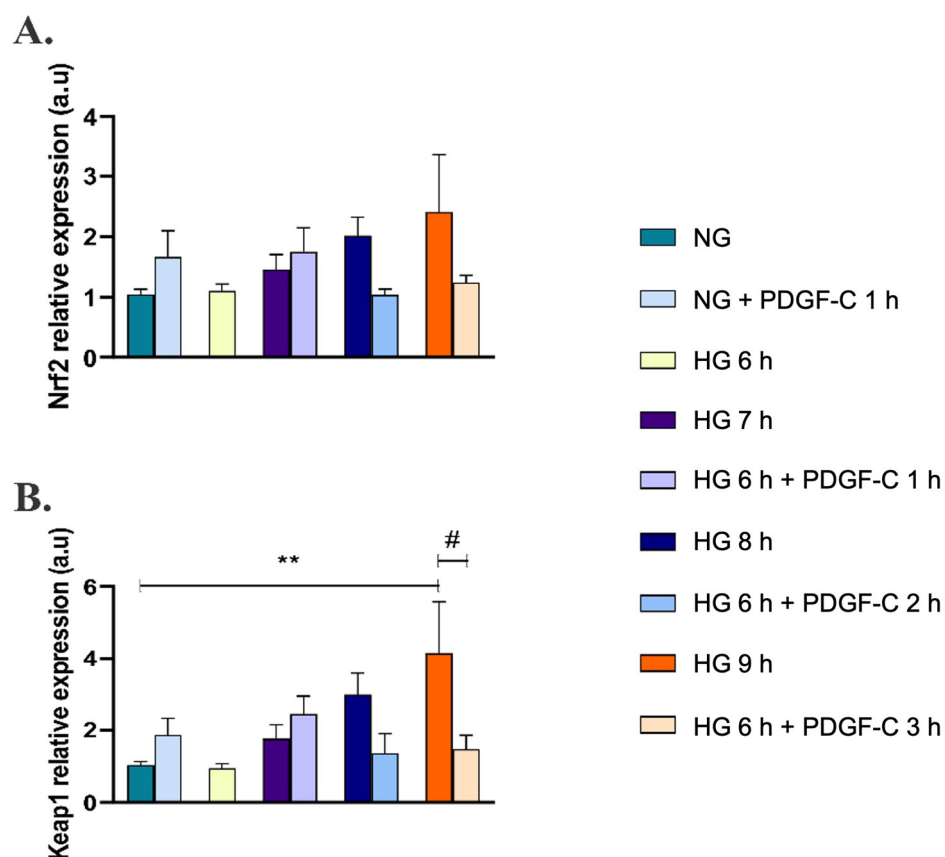 A.
Nrf2 relative expression (a.u)
4
3
2
1
0
B.
Keap1 relative expression (a.u)
6
4
2
0
**
#
NG
NG + PDGF-C 1 h
HG 6 h
HG 7 h
HG 6 h + PDGF-C 1 h
HG 8 h
HG 6 h + PDGF-C 2 h
HG 9 h
HG 6 h + PDGF-C 3 h